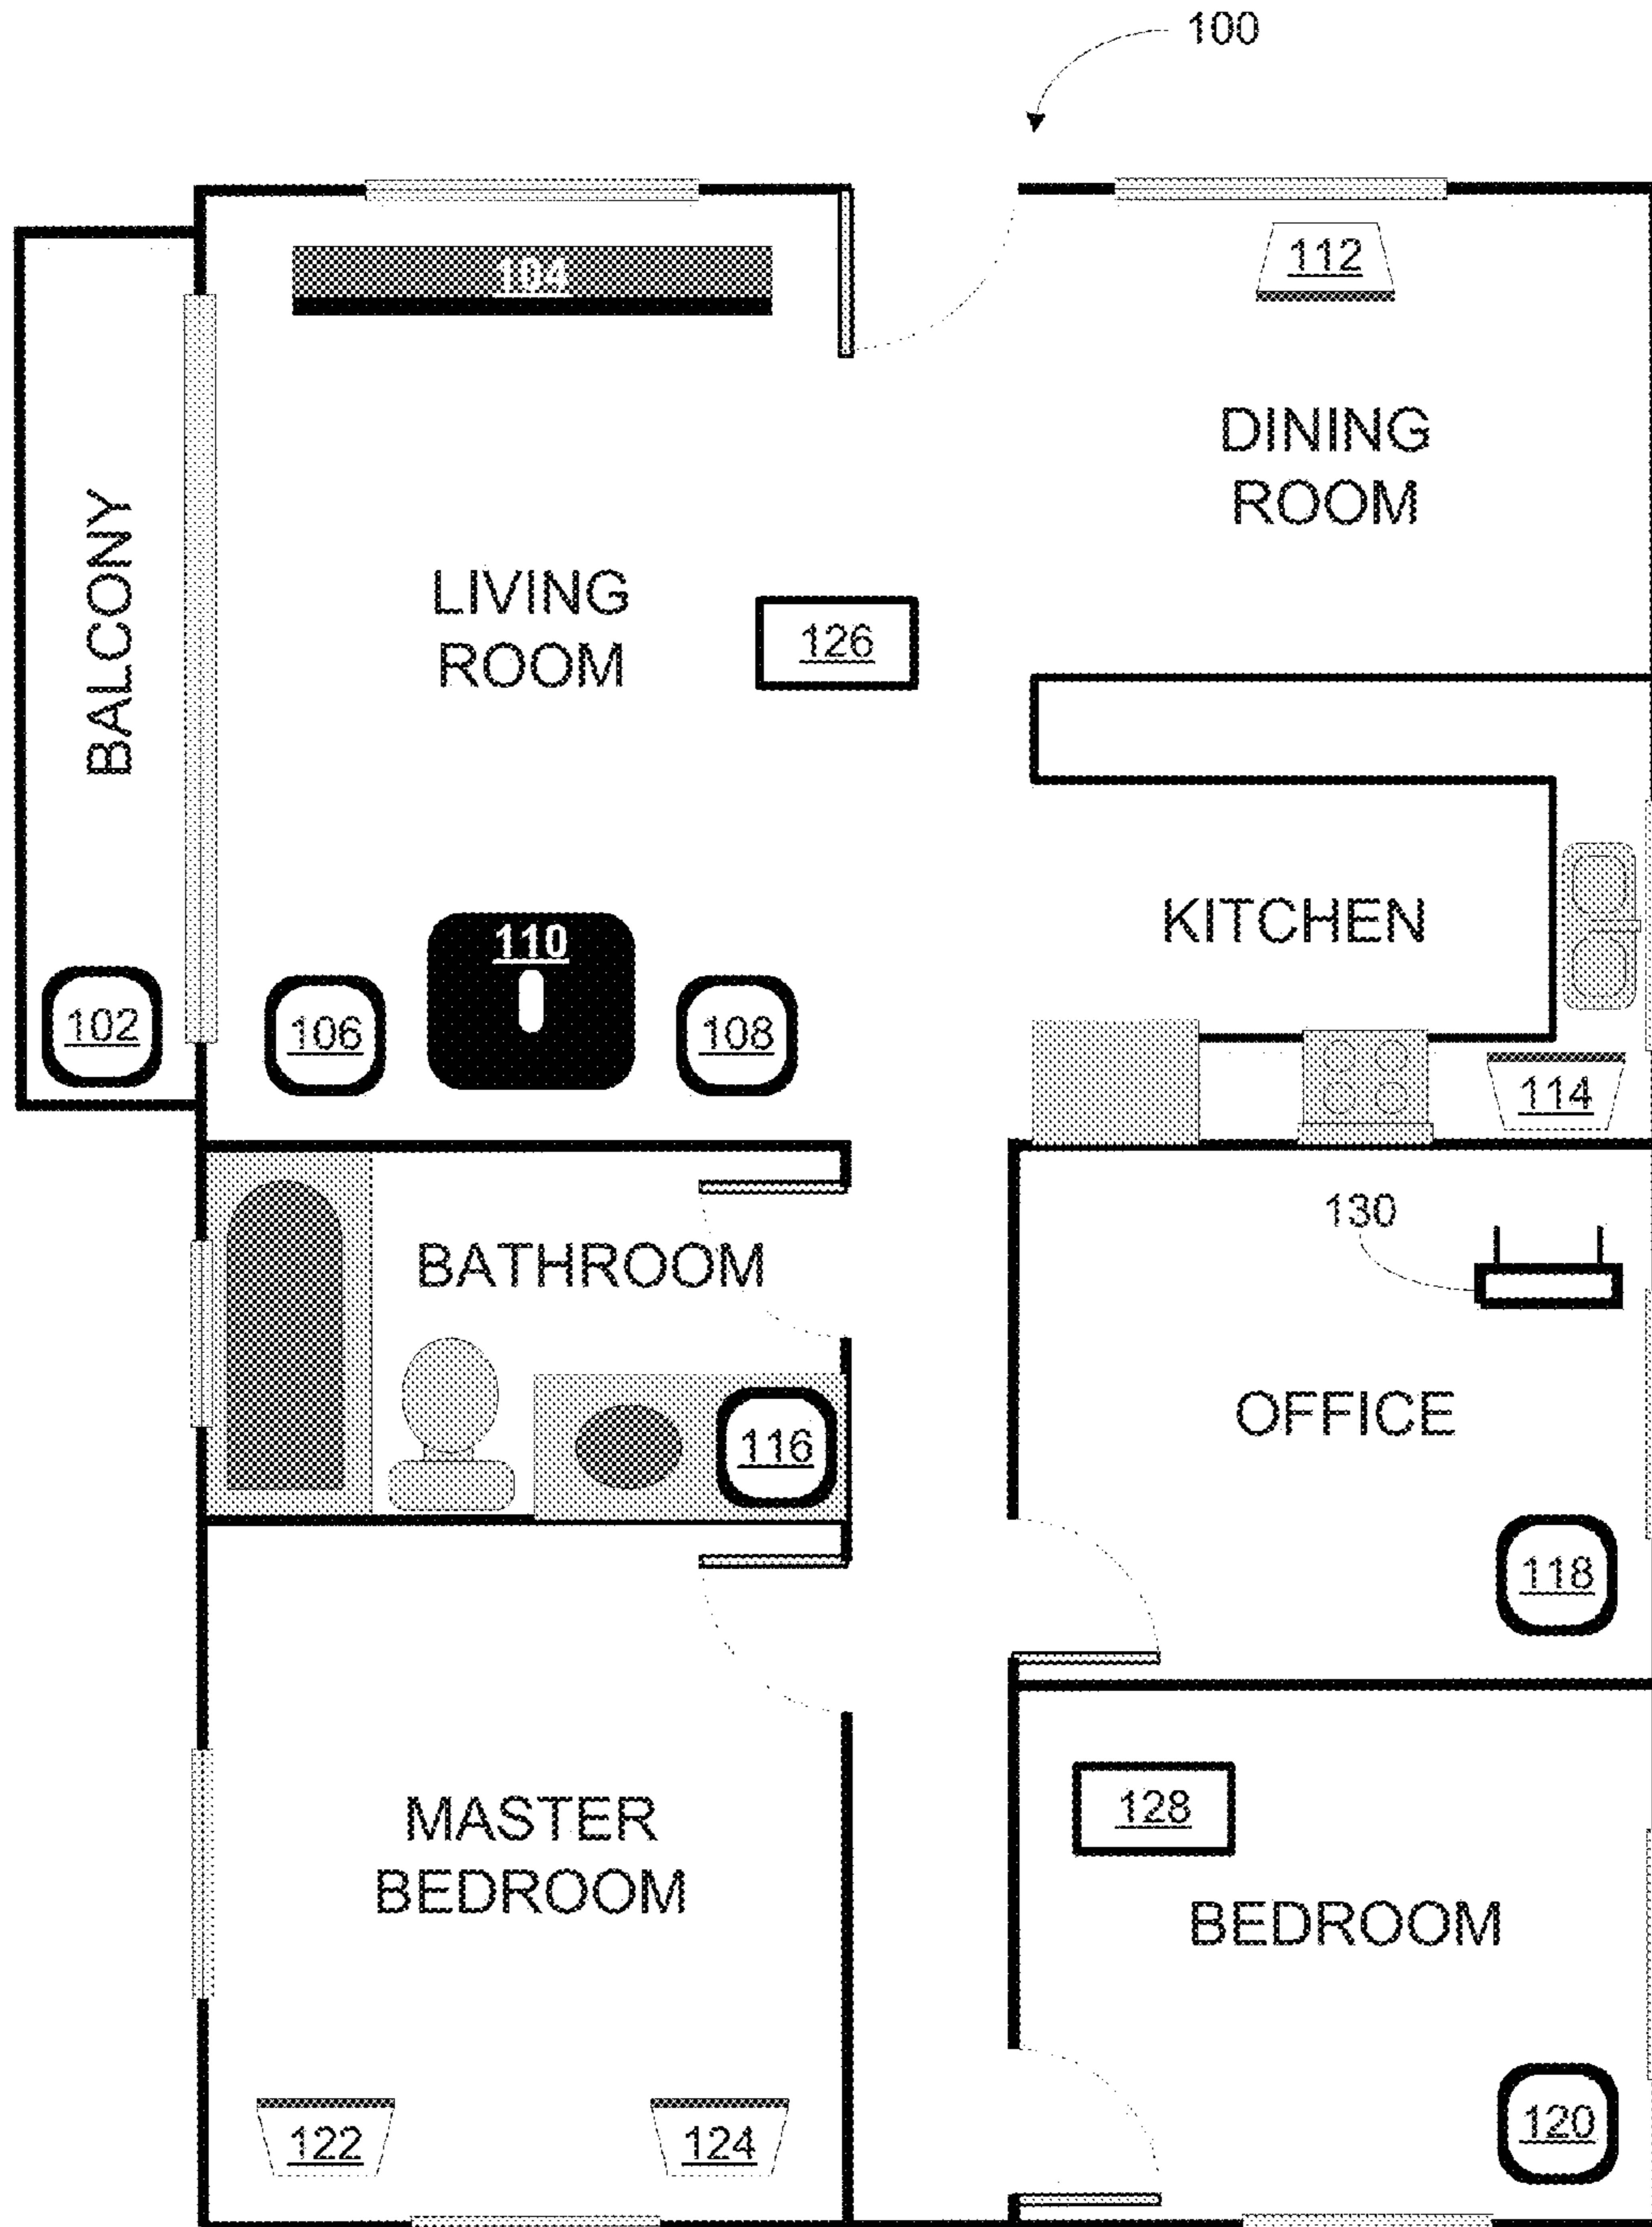 100
104
112
DINING
ROOM
BALCONY
LIVING
ROOM
126
KITCHEN
110
102
106
108
114
130
BATHROOM
OFFICE
116
118
128
MASTER
BEDROOM
BEDROOM
122
124
120